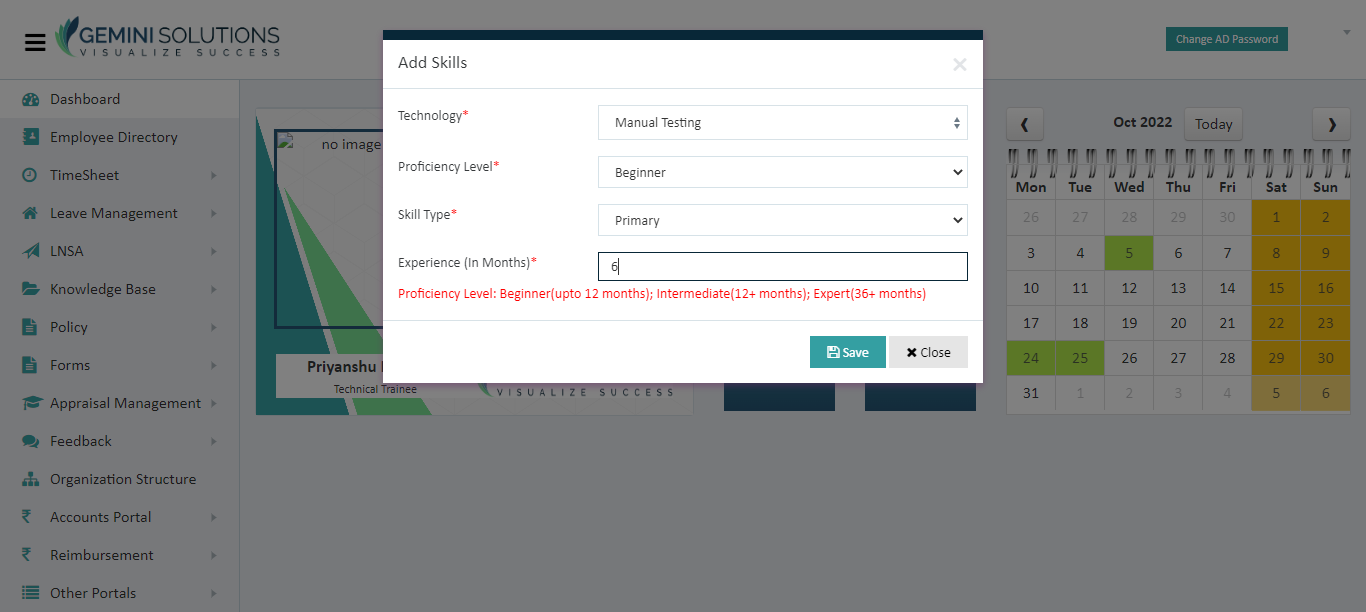 GEMINI SOLUTIONS
VISUALIZE SUCCESS
Change AD Password
Dashboard
Employee Directory
TimeSheet
Leave Management
LNSA
Knowledge Base
Policy
Forms
Appraisal Management
Feedback
Organization Structure
Accounts Portal
Reimbursement
Other Portals
no image
Priyanshu
Technical Trainee
VISUALIZE SUCCESS
Add Skills
×
Technology*
Manual Testing
Proficiency Level*
Beginner
Skill Type*
Primary
Experience (In Months)*
6
Proficiency Level: Beginner(upto 12 months); Intermediate(12+ months); Expert(36+ months)
Save
Close
Oct 2022
Today
Mon Tue Wed Thu Fri Sat Sun
26 27 28 29 30 1 2
3 4 5 6 7 8 9
10 11 12 13 14 15 16
17 18 19 20 21 22 23
24 25 26 27 28 29 30
31 1 2 3 4 5 6